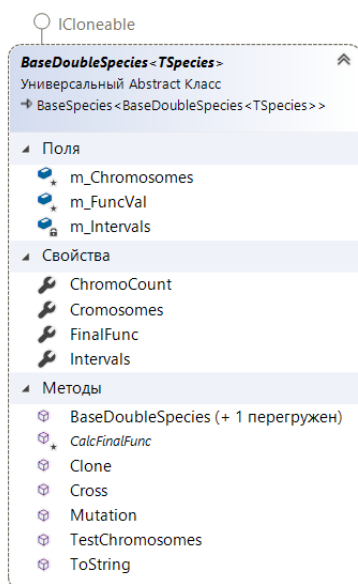 ICloneable
BaseDoubleSpecies<TSpecies>
Универсальный Abstract Класс
BaseSpecies<BaseDoubleSpecies<TSpecies>>
Поля
m_Chromosomes
m_FuncVal
m_Intervals
Свойства
ChromoCount
Cromosomes
FinalFunc
Intervals
Методы
BaseDoubleSpecies (+ 1 перегружен)
CalcFinalFunc
Clone
Cross
Mutation
TestChromosomes
ToString